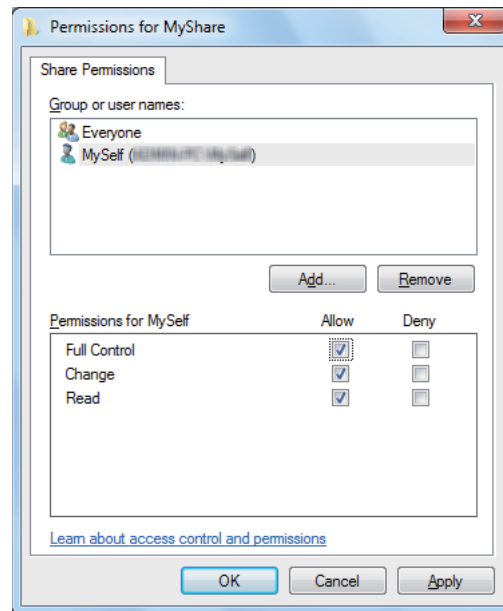 Permissions for MyShare
Share Permissions
Group or user names:
Everyone
MySelf ( )
Add... Remove
Permissions for MySelf Allow Deny
Full Control
Change
Read
Learn about access control and permissions
OK Cancel Apply